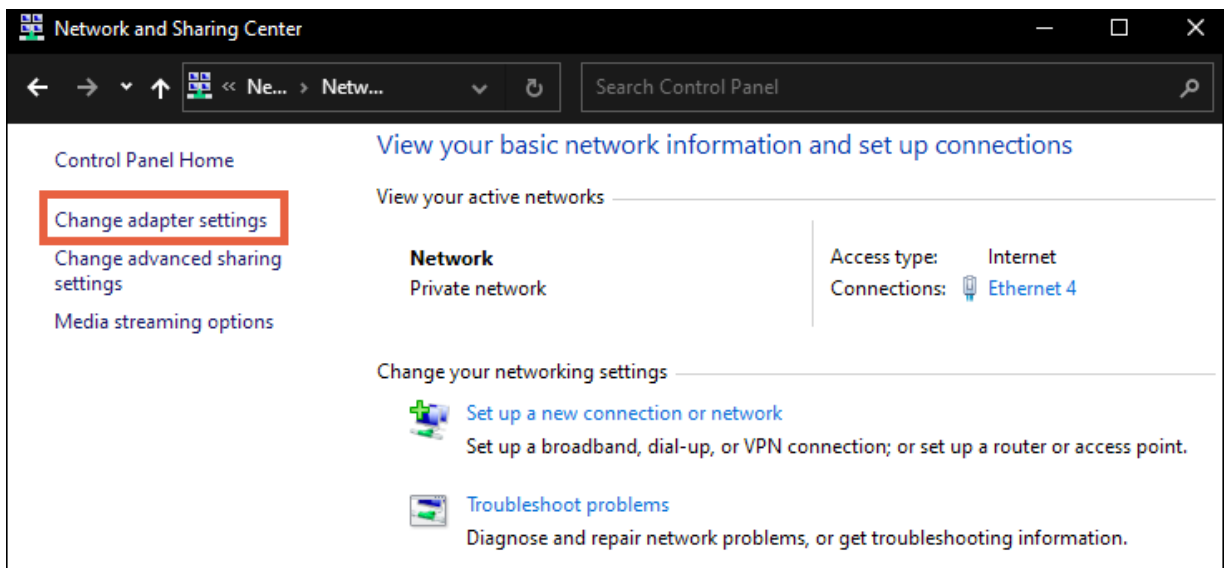 Network and Sharing Center
« Ne... › Netw...
Search Control Panel
Control Panel Home
Change adapter settings
Change advanced sharing
settings
Media streaming options
View your basic network information and set up connections
View your active networks
Network
Private network
Access type: Internet
Connections: Ethernet 4
Change your networking settings
Set up a new connection or network
Set up a broadband, dial-up, or VPN connection; or set up a router or access point.
Troubleshoot problems
Diagnose and repair network problems, or get troubleshooting information.